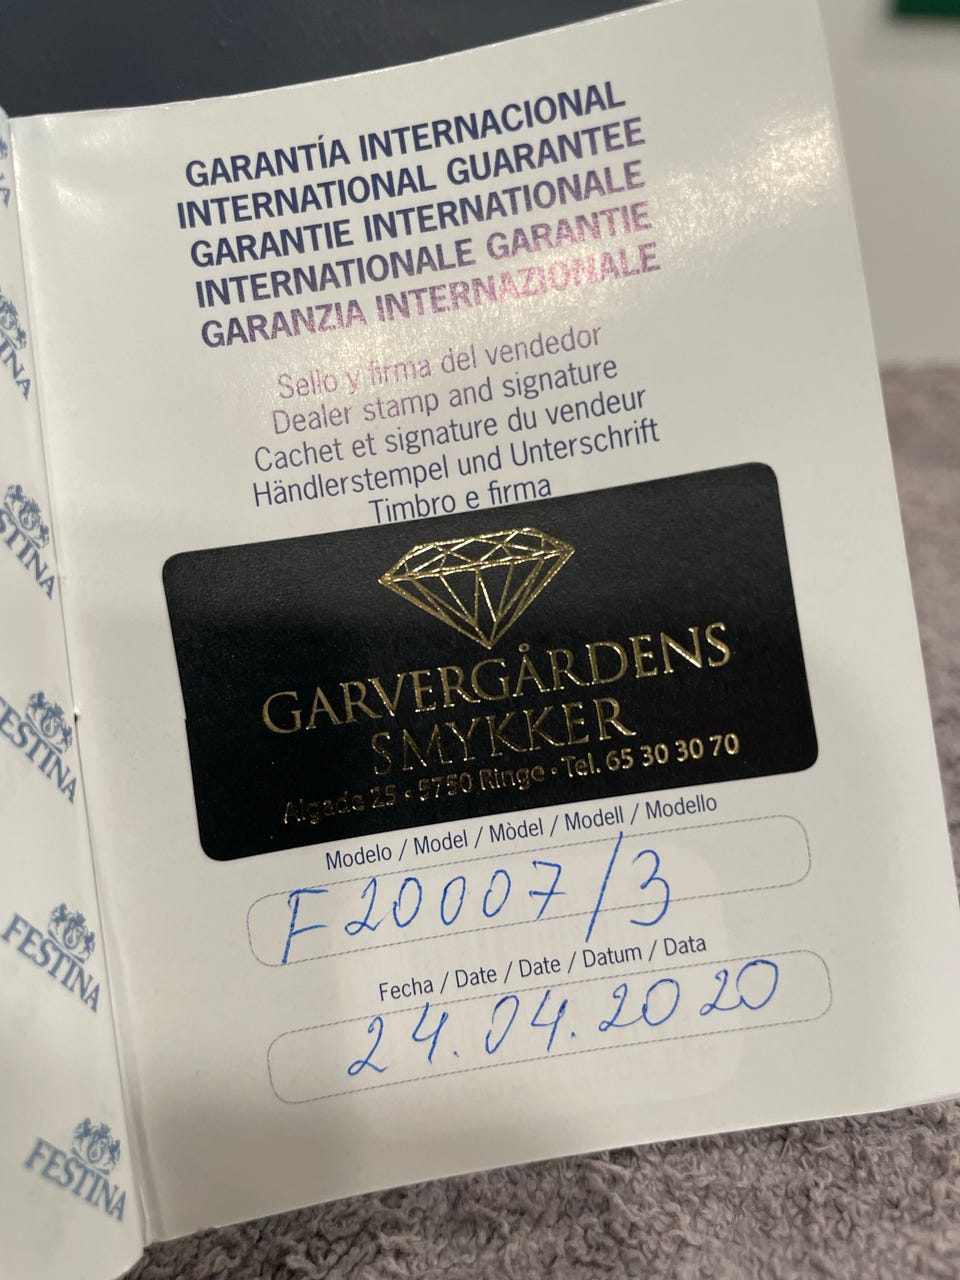 GARANTÍA INTERNACIONAL
INTERNATIONAL GUARANTEE
GARANTIE INTERNATIONALE
INTERNATIONALE GARANTIE
GARANZIA INTERNAZIONALE
Sello y firma del vendedor
Dealer stamp and signature
Cachet et signature du vendeur
Händlerstempel und Unterschrift
Timbro e firma
GARVERGÅRDENS
SMYKKER
Algade 25 · 5750 Ringe · Tel. 65 30 30 70
Modelo / Model / Mòdel / Modell / Modello
F20007/3
Fecha / Date / Date / Datum / Data
24.04.2020
FESTINA
FESTINA
FESTINA
FESTINA